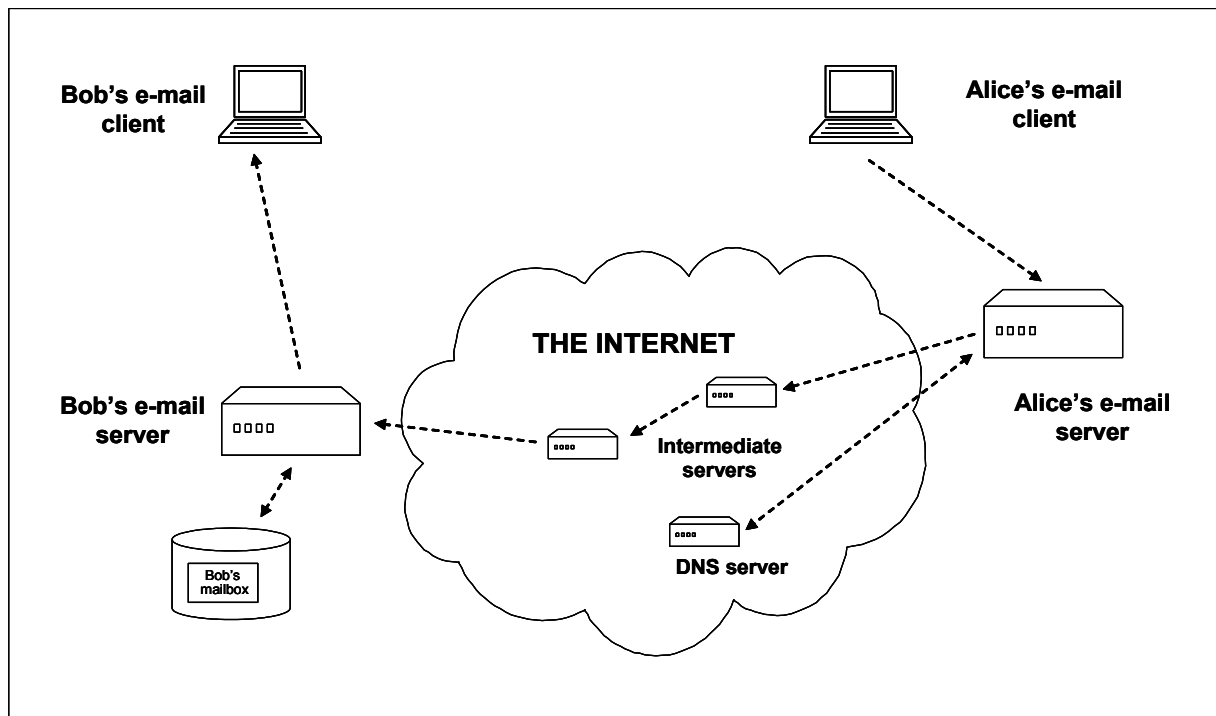 Bob's e-mail
client
Alice's e-mail
client
THE INTERNET
Bob's e-mail
server
Alice's e-mail
server
Intermediate
servers
DNS server
Bob's
mailbox